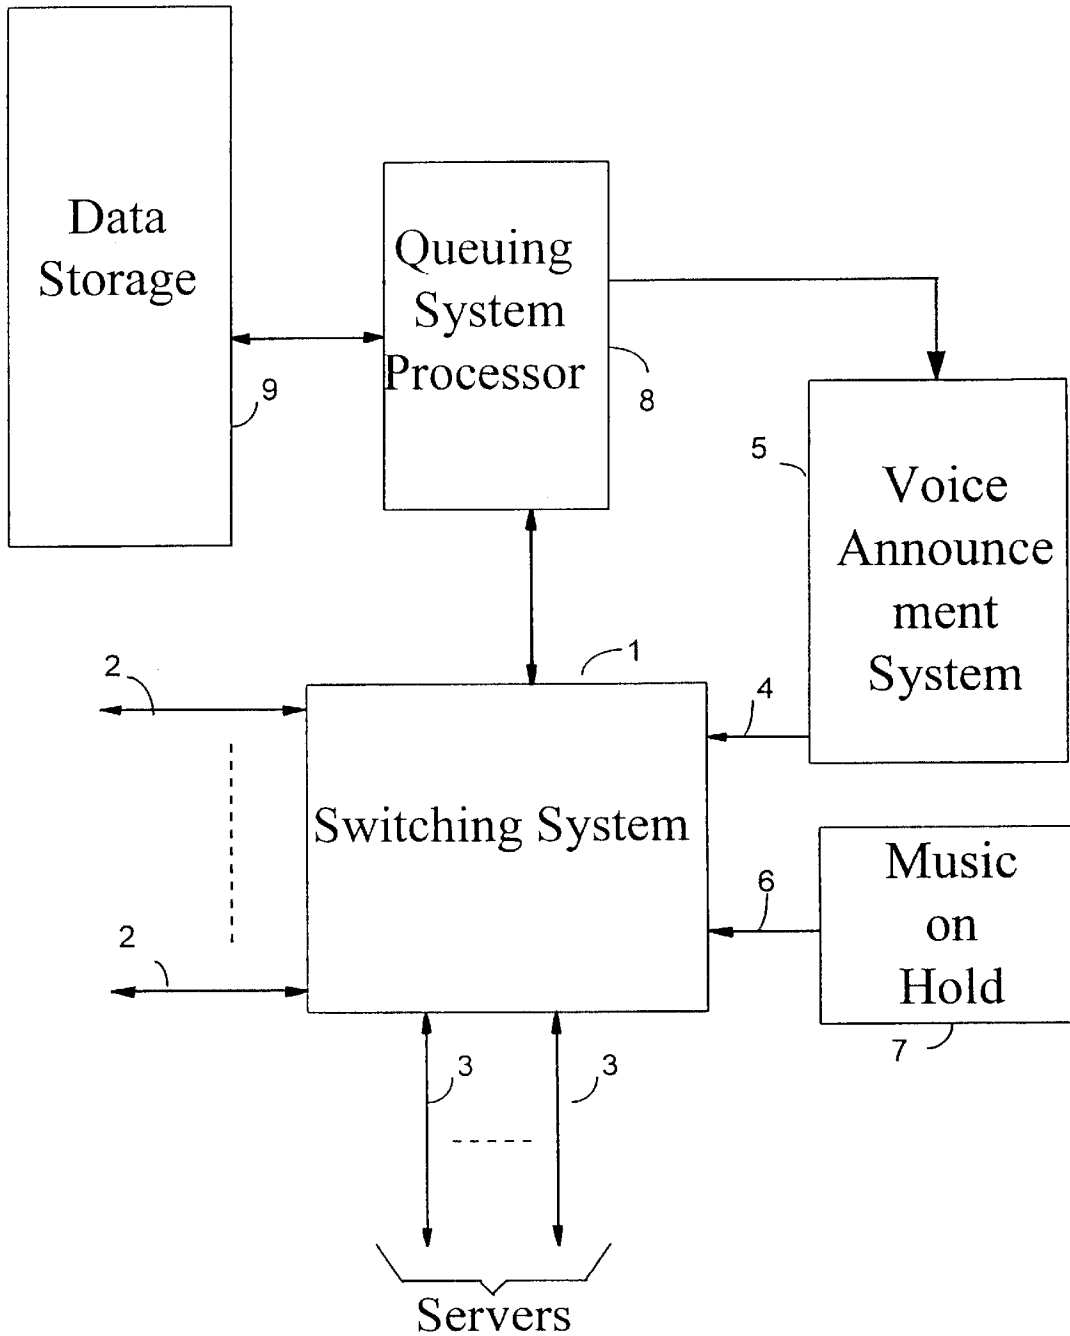 Data
Storage
9
Queuing
System
Processor
8
5
Voice
Announce
ment
System
1
2
4
Switching System
Music
on
Hold
6
2
7
3
3
Servers